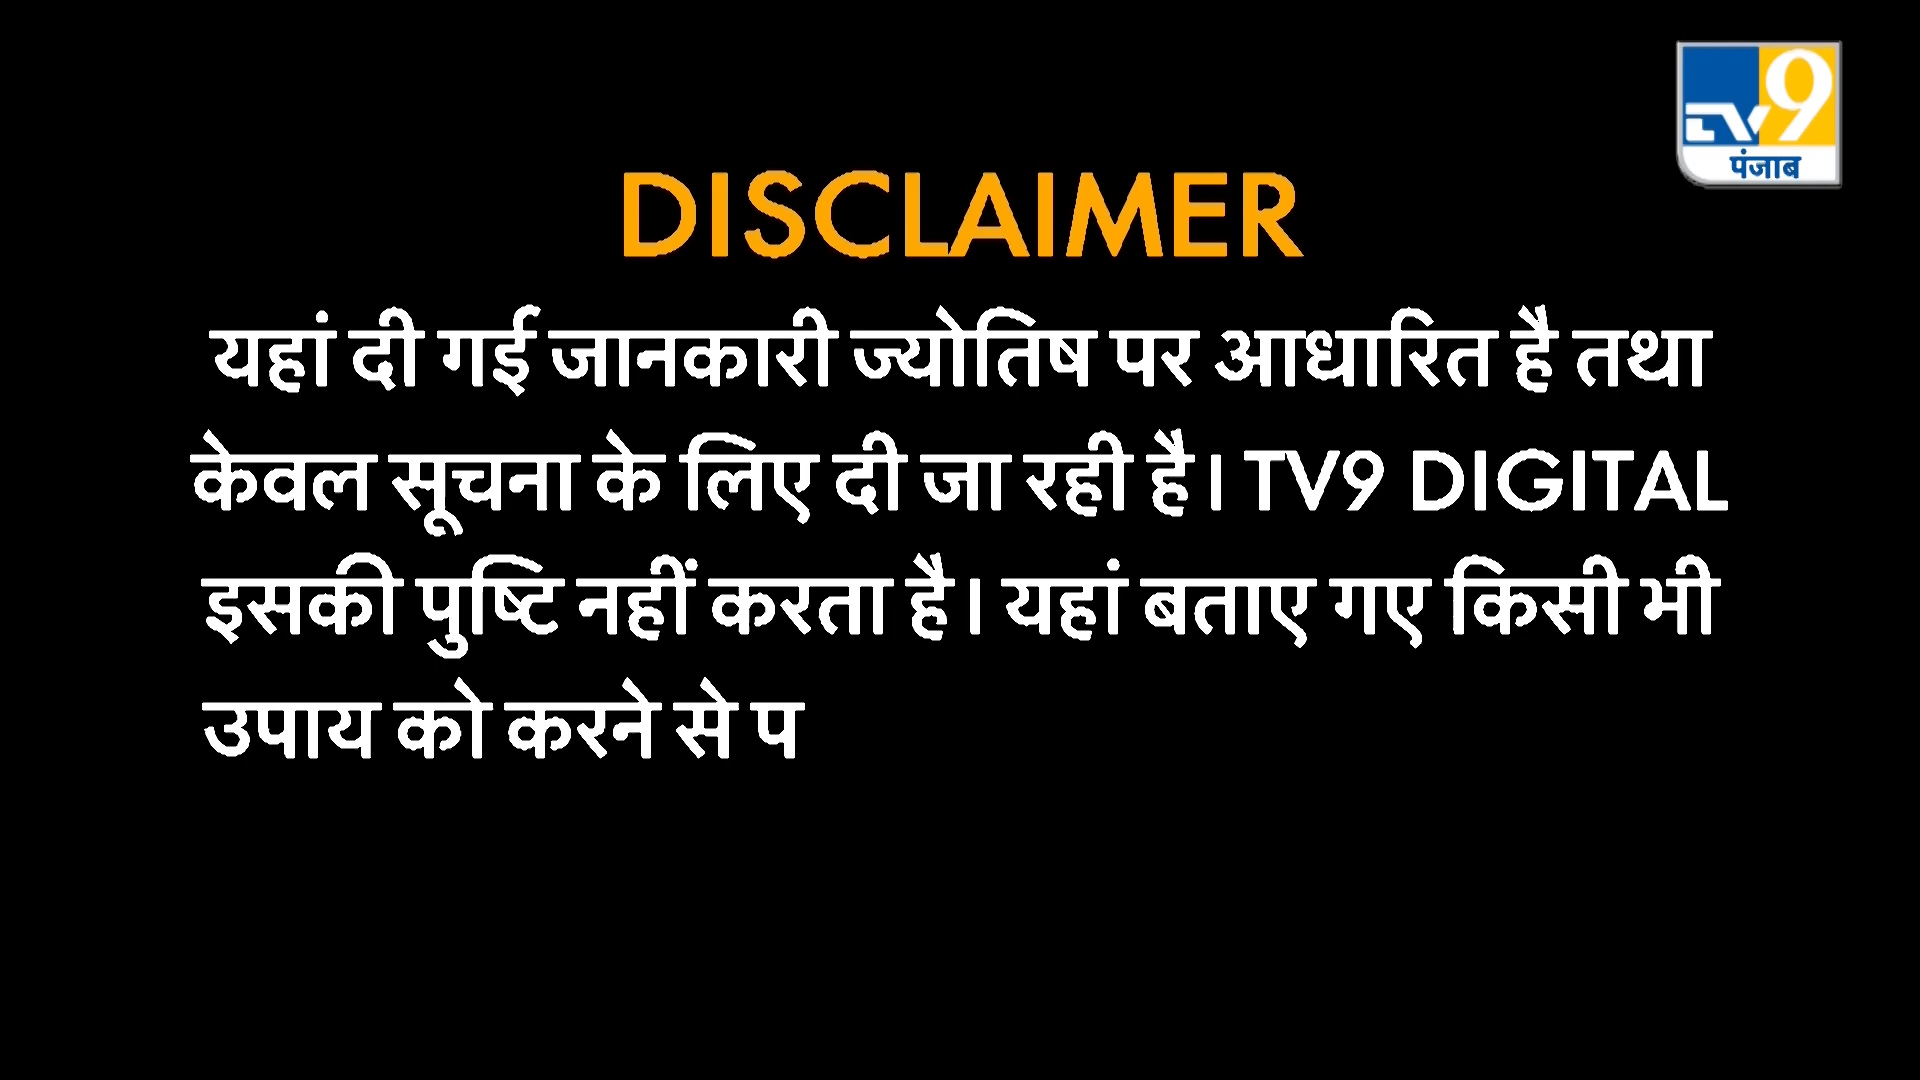 TV9
पंजाब
DISCLAIMER
यहां दी गई जानकारी ज्योतिष पर आधारित है तथा
केवल सूचना के लिए दी जा रही है। TV9 DIGITAL
इसकी पुष्टि नहीं करता है। यहां बताए गए किसी भी
उपाय को करने से प